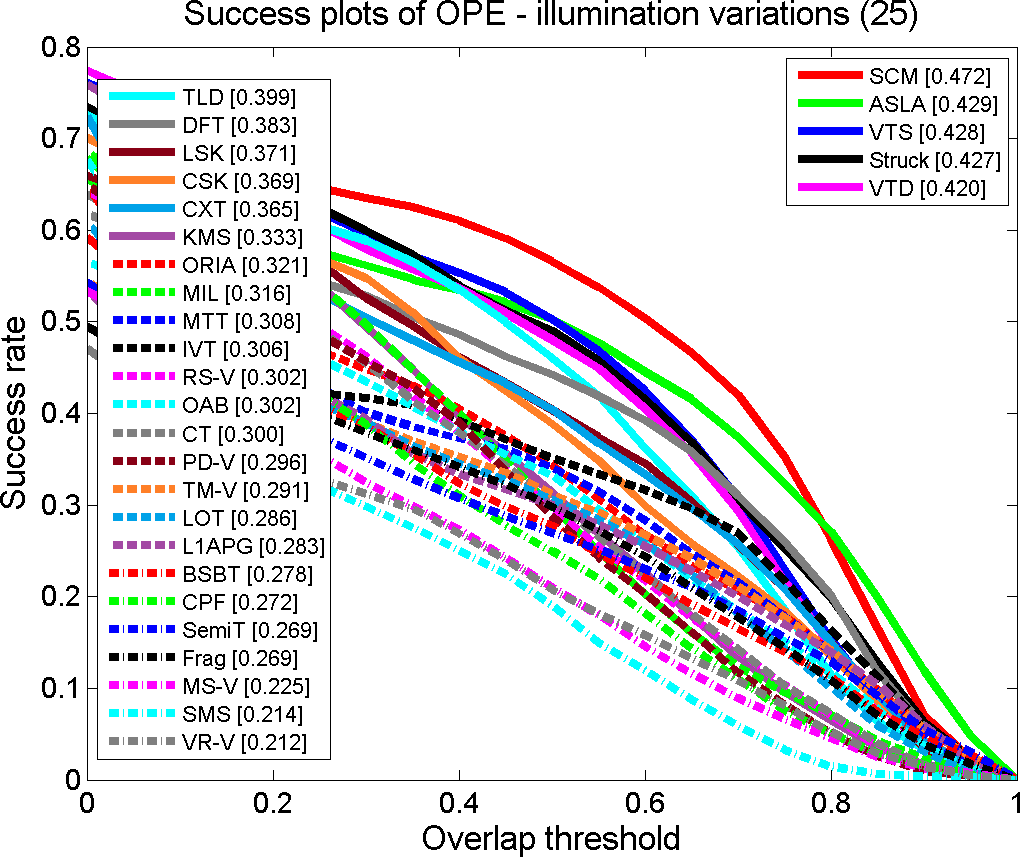 Success plots of OPE - illumination variations (25)
Success rate
0.8
0.7
0.6
0.5
0.4
0.3
0.2
0.1
0
TLD [0.399]
DFT [0.383]
LSK [0.371]
CSK [0.369]
CXT [0.365]
KMS [0.333]
ORIA [0.321]
MIL [0.316]
MTT [0.308]
IVT [0.306]
RS-V [0.302]
OAB [0.302]
CT [0.300]
PD-V [0.296]
TM-V [0.291]
LOT [0.286]
L1APG [0.283]
BSBT [0.278]
CPF [0.272]
SemiT [0.269]
Frag [0.269]
MS-V [0.225]
SMS [0.214]
VR-V [0.212]
SCM [0.472]
ASLA [0.429]
VTS [0.428]
Struck [0.427]
VTD [0.420]
0 0.2 0.4 0.6 0.8 1
Overlap threshold